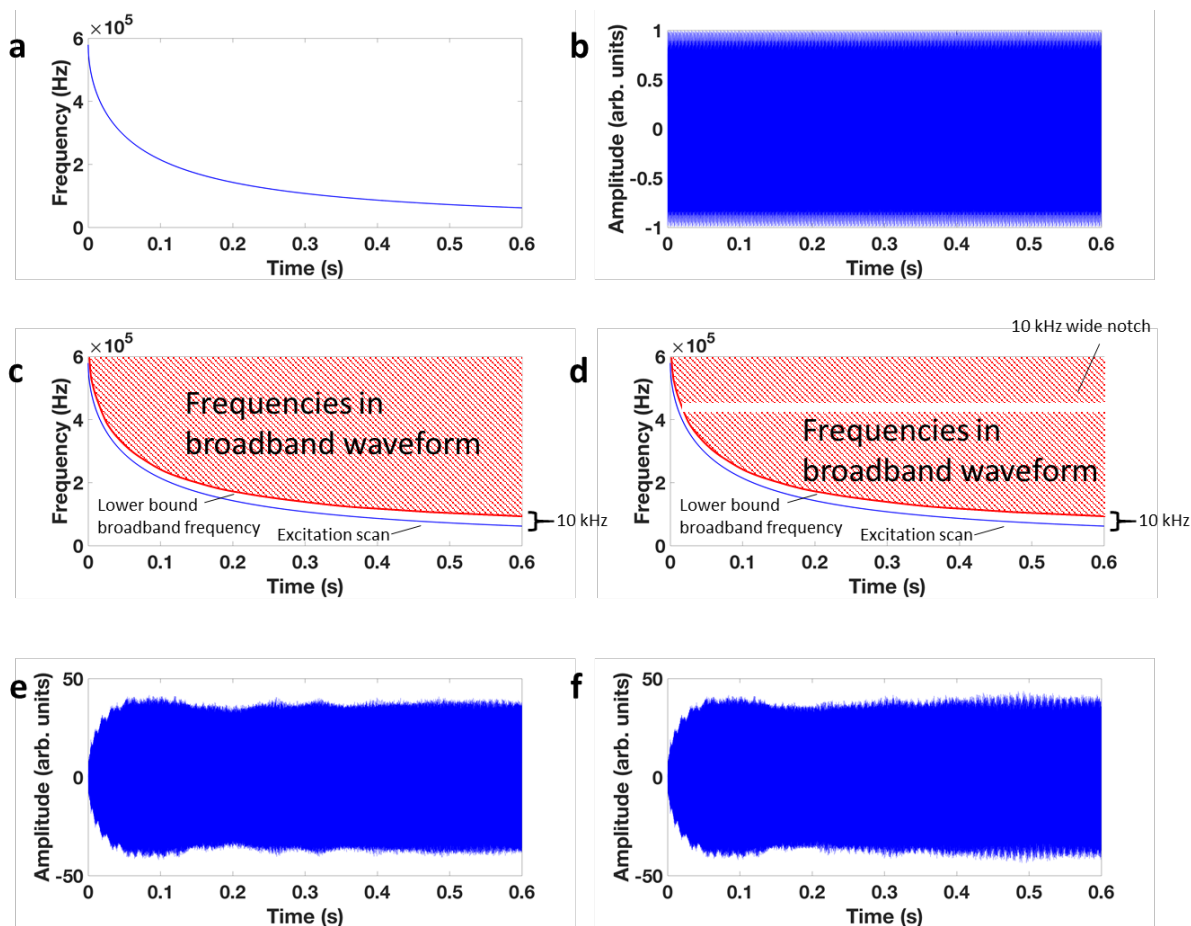 a
×10⁵
6
4
2
0
Frequency (Hz)
0 0.1 0.2 0.3 0.4 0.5 0.6
Time (s)
b
1
0.5
0
-0.5
-1
Amplitude (arb. units)
0 0.1 0.2 0.3 0.4 0.5 0.6
Time (s)
c
×10⁵
6
4
2
0
Frequency (Hz)
Frequencies in
broadband waveform
Lower bound
broadband frequency
Excitation scan
10 kHz
0 0.1 0.2 0.3 0.4 0.5 0.6
Time (s)
d
10 kHz wide notch
×10⁵
6
4
2
0
Frequency (Hz)
Frequencies in
broadband waveform
Lower bound
broadband frequency
Excitation scan
10 kHz
0 0.1 0.2 0.3 0.4 0.5 0.6
Time (s)
e
50
0
-50
Amplitude (arb. units)
0 0.1 0.2 0.3 0.4 0.5 0.6
Time (s)
f
50
0
-50
Amplitude (arb. units)
0 0.1 0.2 0.3 0.4 0.5 0.6
Time (s)